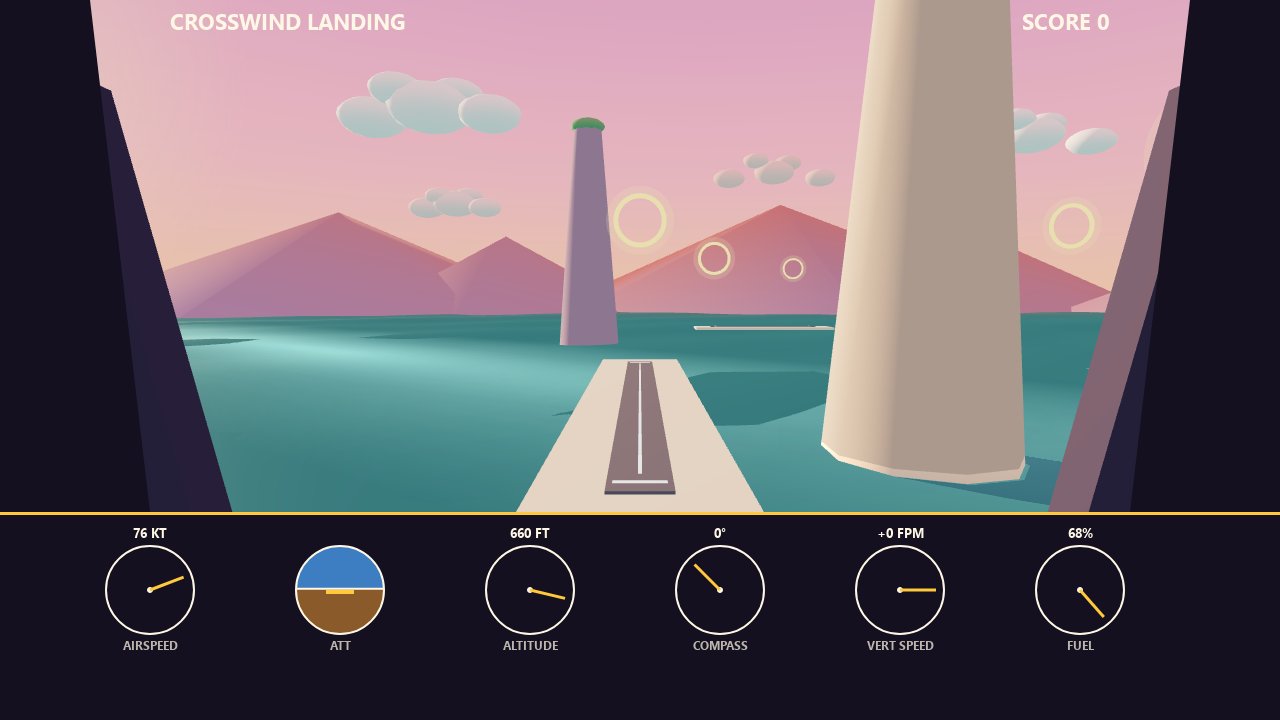 CROSSWIND LANDING
SCORE 0
76 KT
660 FT
0°
+0 FPM
68%
AIRSPEED
ATT
ALTITUDE
COMPASS
VERT SPEED
FUEL